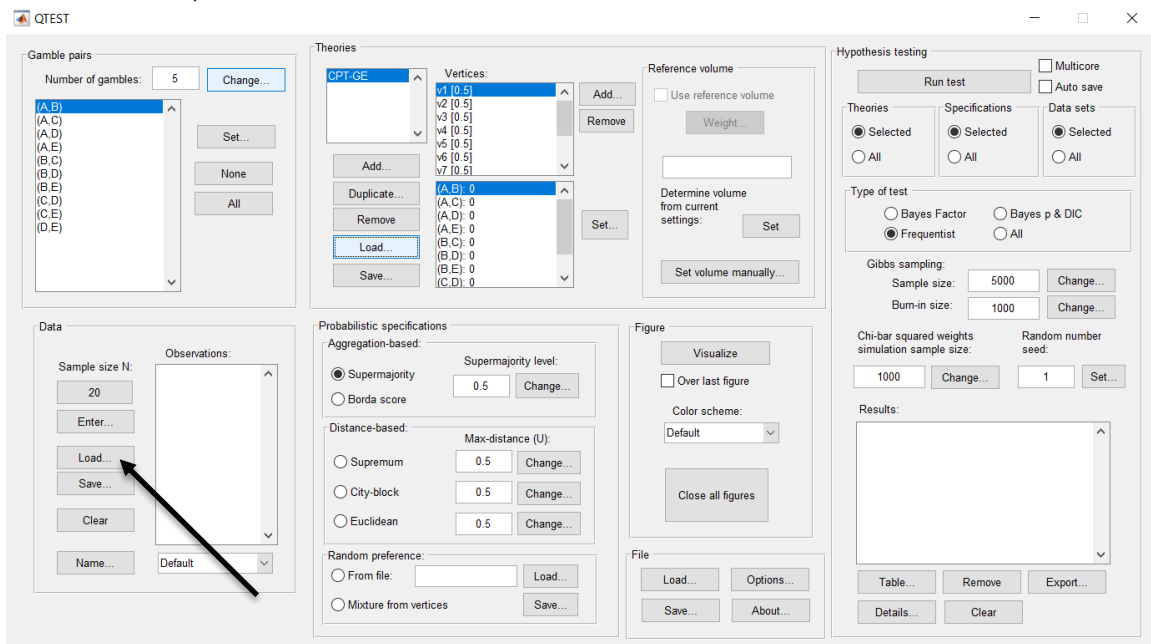 QTEST
Gamble pairs
Number of gambles: 5 Change...
(A,B)
(A,C)
(A,D)
(A,E)
(B,C)
(B,D)
(B,E)
(C,D)
(C,E)
(D,E)
Set...
None
All
Theories
CPT-GE
Vertices:
v1 [0.5]
v2 [0.5]
v3 [0.5]
v4 [0.5]
v5 [0.5]
v6 [0.5]
v7 [0.5]
Add...
Remove
Add...
Duplicate...
Remove
Load...
Save...
(A,B): 0
(A,C): 0
(A,D): 0
(A,E): 0
(B,C): 0
(B,D): 0
(B,E): 0
(C,D): 0
Set...
Reference volume
Use reference volume
Weight...
Determine volume
from current
settings:
Set
Set volume manually...
Hypothesis testing
Run test
Multicore
Auto save
Theories
Selected
All
Specifications
Selected
All
Data sets
Selected
All
Type of test
Bayes Factor Bayes p & DIC
Frequentist All
Gibbs sampling:
Sample size: 5000 Change...
Burn-in size: 1000 Change...
Chi-bar squared weights
simulation sample size:
1000 Change...
Random number
seed:
1 Set...
Results:
Table... Remove Export...
Details... Clear
Data
Sample size N:
20
Enter...
Load...
Save...
Clear
Name... Default
Observations:
Probabilistic specifications
Aggregation-based:
Supermajority
Borda score
Supermajority level:
0.5 Change...
Distance-based:
Max-distance (U):
Supremum 0.5 Change...
City-block 0.5 Change...
Euclidean 0.5 Change...
Random preference:
From file: Load...
Mixture from vertices Save...
Figure
Visualize
Over last figure
Color scheme:
Default
Close all figures
File
Load... Options...
Save... About...